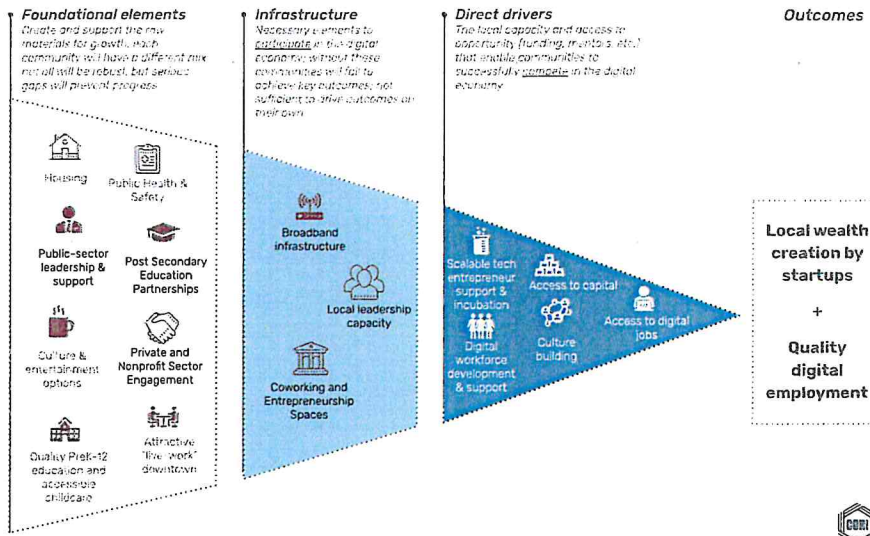 Foundational elements
Create and support the raw
materials for growth, each
community will have a different mix
not all will be robust, but serious
gaps will prevent progress
Housing
Public Health &
Safety
Public-sector
leadership &
support
Post Secondary
Education
Partnerships
Culture &
entertainment
options
Private and
Nonprofit Sector
Engagement
Quality PreK-12
education and
accessible
childcare
Attractive
"live-work"
downtown
Infrastructure
Necessary elements to
participate in the digital
economy; without these
communities will fail to
achieve key outcomes; not
sufficient to drive outcomes on
their own
Broadband
infrastructure
Local leadership
capacity
Coworking and
Entrepreneurship
Spaces
Direct drivers
The local capacity and access to
opportunity (funding, mentors, etc.)
that enable communities to
successfully compete in the digital
economy
Scalable tech
entrepreneur
support &
incubation
Access to capital
Digital
workforce
development
& support
Culture
building
Access to digital
jobs
Outcomes
Local wealth
creation by
startups
+
Quality
digital
employment
CORI